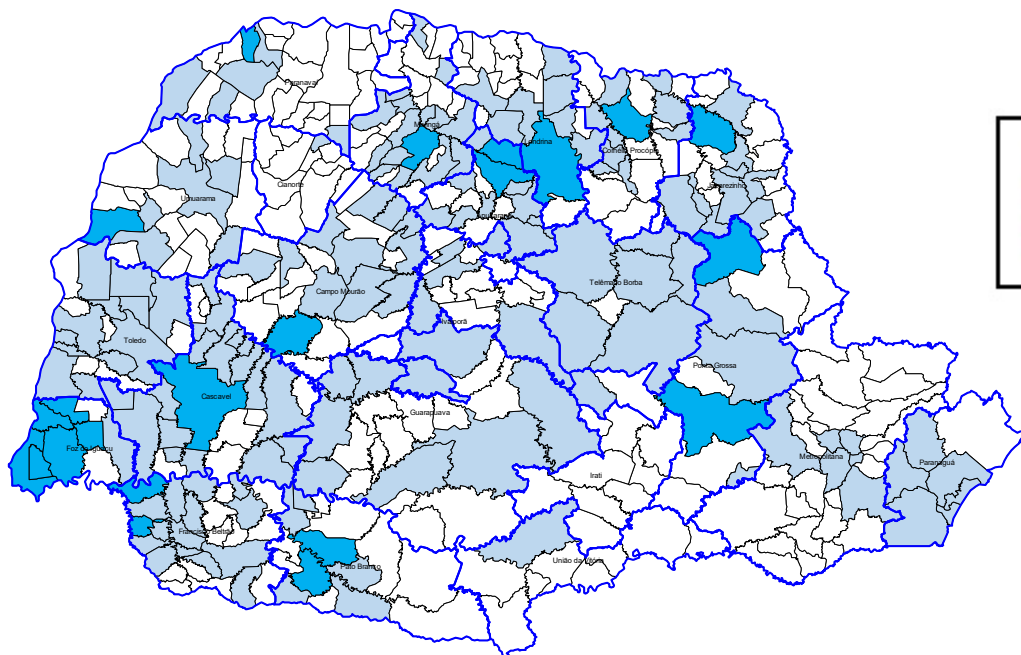 Paranavaí
Maringá
Londrina
Cornélio Procópio
Jacarezinho
Cianorte
Umuarama
Apucarana
Campo Mourão
Telêmaco Borba
Ivaiporã
Toledo
Ponta Grossa
Cascavel
Guarapuava
Foz do Iguaçu
Metropolitana
Paranaguá
Irati
Francisco Beltrão
União da Vitória
Pato Branco